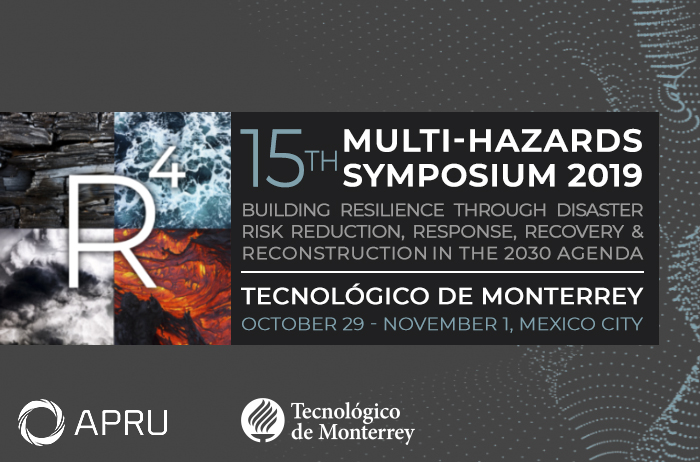 R4
15TH MULTI-HAZARDS
SYMPOSIUM 2019
BUILDING RESILIENCE THROUGH DISASTER
RISK REDUCTION, RESPONSE, RECOVERY &
RECONSTRUCTION IN THE 2030 AGENDA
TECNOLÓGICO DE MONTERREY
OCTOBER 29 - NOVEMBER 1, MEXICO CITY
APRU
Tecnológico
de Monterrey